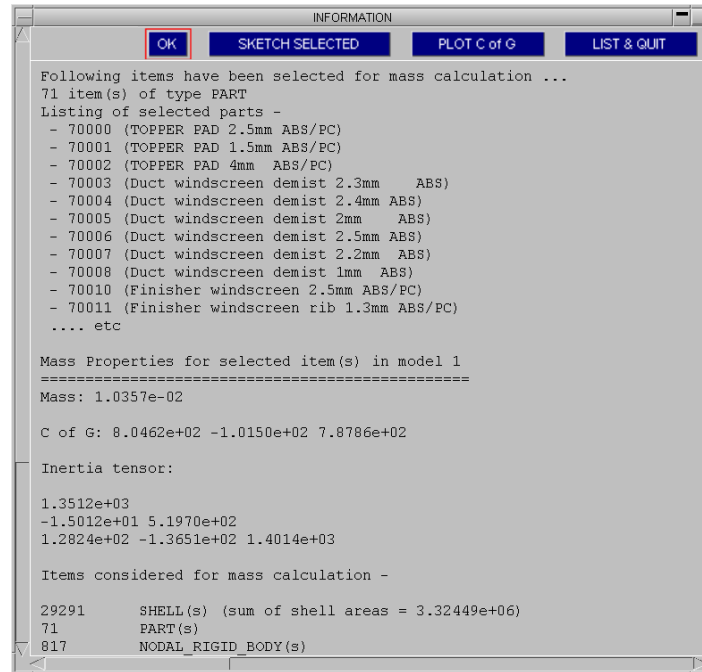 INFORMATION
OK SKETCH SELECTED PLOT C of G LIST & QUIT
Following items have been selected for mass calculation ...
71 item(s) of type PART
Listing of selected parts -
- 70000 (TOPPER PAD 2.5mm ABS/PC)
- 70001 (TOPPER PAD 1.5mm ABS/PC)
- 70002 (TOPPER PAD 4mm ABS/PC)
- 70003 (Duct windscreen demist 2.3mm ABS)
- 70004 (Duct windscreen demist 2.4mm ABS)
- 70005 (Duct windscreen demist 2mm ABS)
- 70006 (Duct windscreen demist 2.5mm ABS)
- 70007 (Duct windscreen demist 2.2mm ABS)
- 70008 (Duct windscreen demist 1mm ABS)
- 70010 (Finisher windscreen 2.5mm ABS/PC)
- 70011 (Finisher windscreen rib 1.3mm ABS/PC)
.... etc
Mass Properties for selected item(s) in model 1
================================================
Mass: 1.0357e-02
C of G: 8.0462e+02 -1.0150e+02 7.8786e+02
Inertia tensor:
1.3512e+03
-1.5012e+01 5.1970e+02
1.2824e+02 -1.3651e+02 1.4014e+03
Items considered for mass calculation -
29291 SHELL(s) (sum of shell areas = 3.32449e+06)
71 PART(s)
817 NODAL_RIGID_BODY(s)